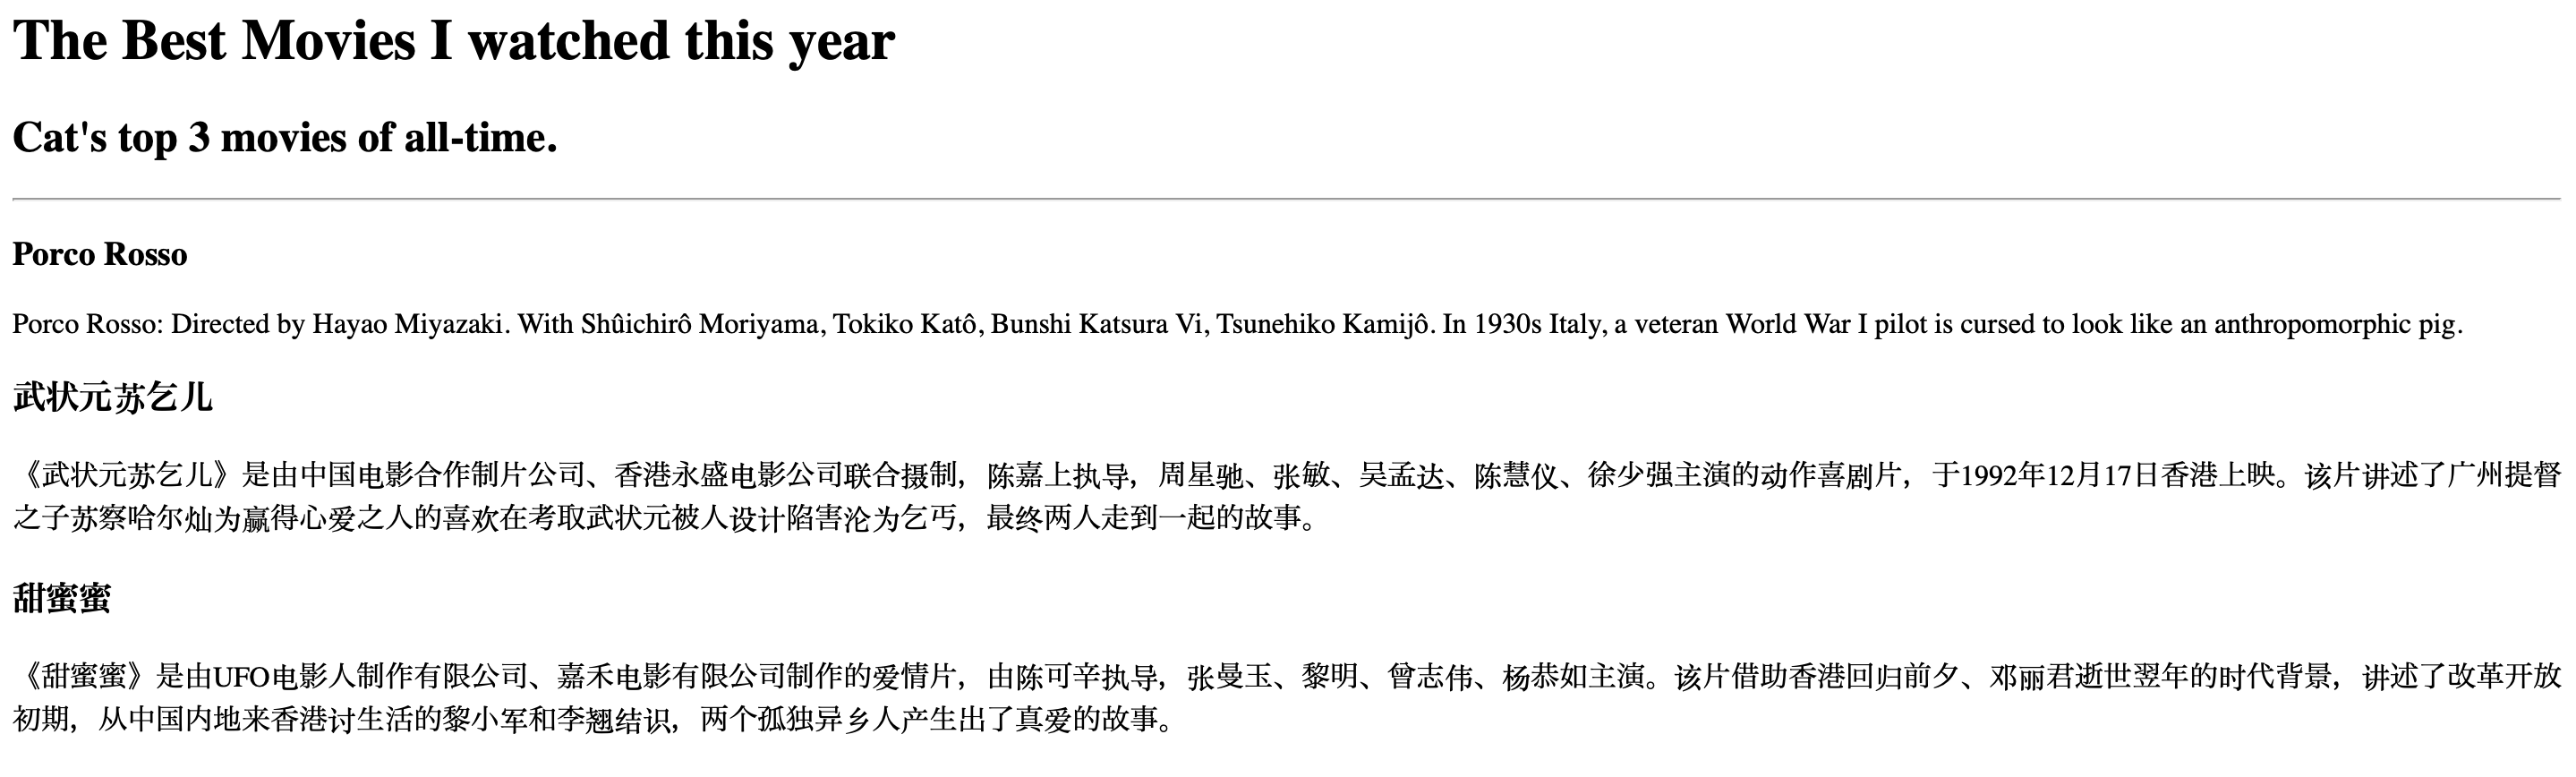 The Best Movies I watched this year
Cat's top 3 movies of all-time.
Porco Rosso
Porco Rosso: Directed by Hayao Miyazaki. With Shûichirô Moriyama, Tokiko Katô, Bunshi Katsura Vi, Tsunehiko Kamijô. In 1930s Italy, a veteran World War I pilot is cursed to look like an anthropomorphic pig.
武状元苏乞儿
《武状元苏乞儿》是由中国电影合作制片公司、香港永盛电影公司联合摄制，陈嘉上执导，周星驰、张敏、吴孟达、陈慧仪、徐少强主演的动作喜剧片，于1992年12月17日香港上映。该片讲述了广州提督
之子苏察哈尔灿为赢得心爱之人的喜欢在考取武状元被人设计陷害沦为乞丐，最终两人走到一起的故事。
甜蜜蜜
《甜蜜蜜》是由UFO电影人制作有限公司、嘉禾电影有限公司制作的爱情片，由陈可辛执导，张曼玉、黎明、曾志伟、杨恭如主演。该片借助香港回归前夕、邓丽君逝世翌年的时代背景，讲述了改革开放
初期，从中国内地来香港讨生活的黎小军和李翘结识，两个孤独异乡人产生出了真爱的故事。